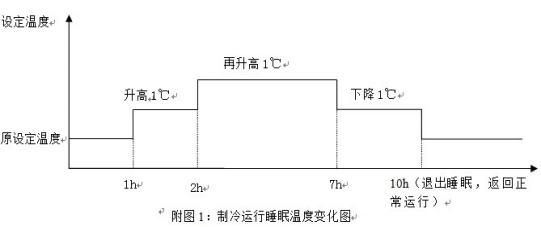 设定温度
再升高 1℃
升高 1℃
下降 1℃
原设定温度
1h
2h
7h
10h（退出睡眠，返回正
常运行）
附图 1：制冷运行睡眠温度变化图